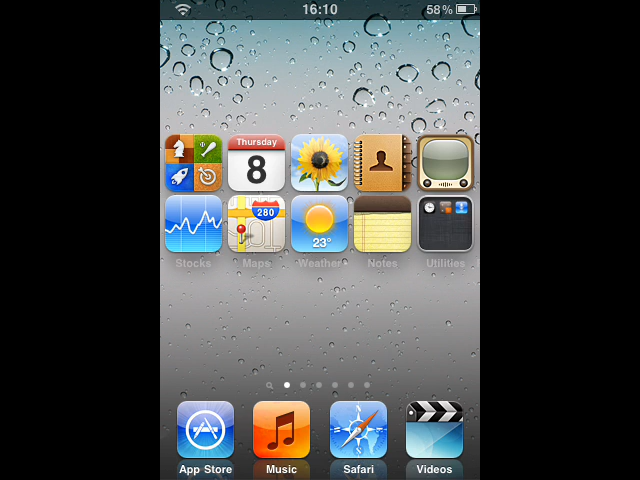 16:10
58%
Thursday
8
280
23°
Stocks
Maps
Weather
Notes
Utilities
App Store
Music
Safari
Videos